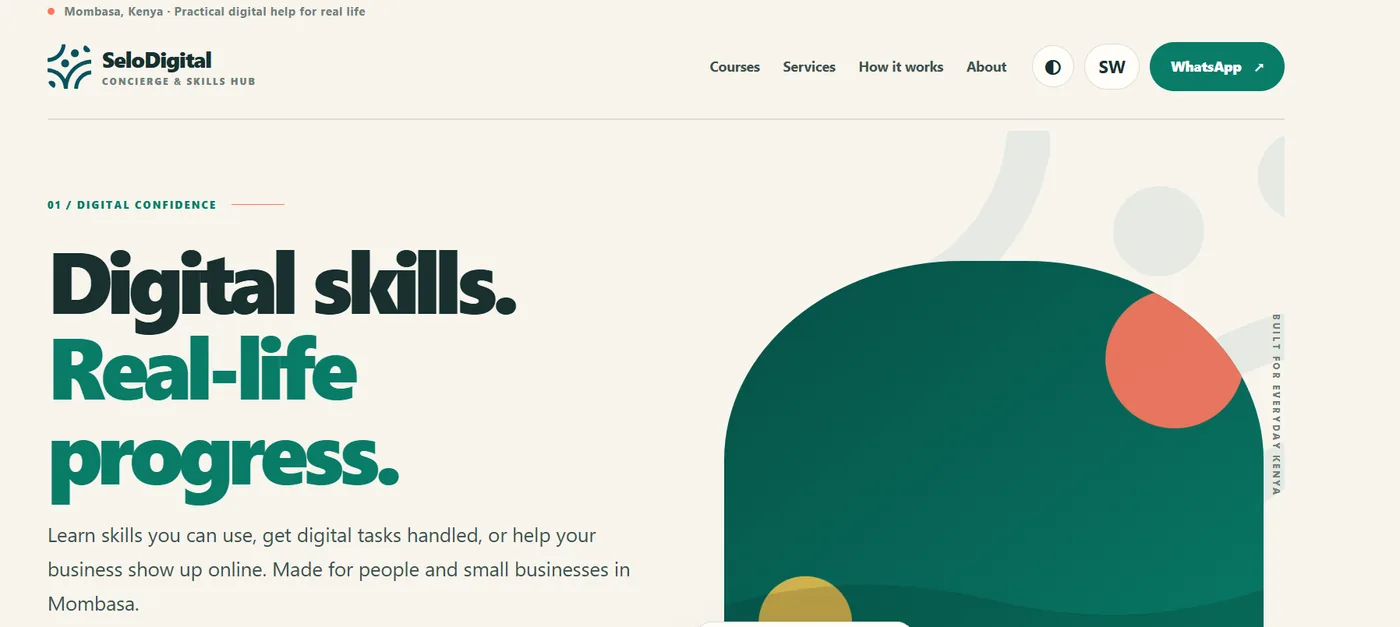 Mombasa, Kenya · Practical digital help for real life
SeloDigital
CONCIERGE & SKILLS HUB
Courses
Services
How it works
About
SW
WhatsApp ↗
01 / DIGITAL CONFIDENCE
Digital skills.
Real-life
progress.
Learn skills you can use, get digital tasks handled, or help your
business show up online. Made for people and small businesses in
Mombasa.
BUILT FOR EVERYDAY KENYA